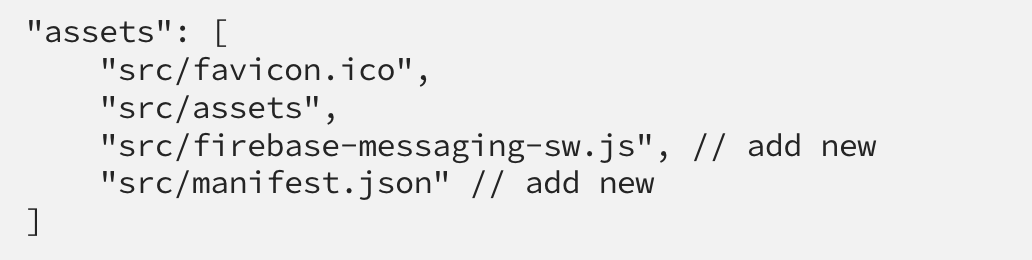 "assets": [
    "src/favicon.ico",
    "src/assets",
    "src/firebase-messaging-sw.js", // add new
    "src/manifest.json" // add new
]